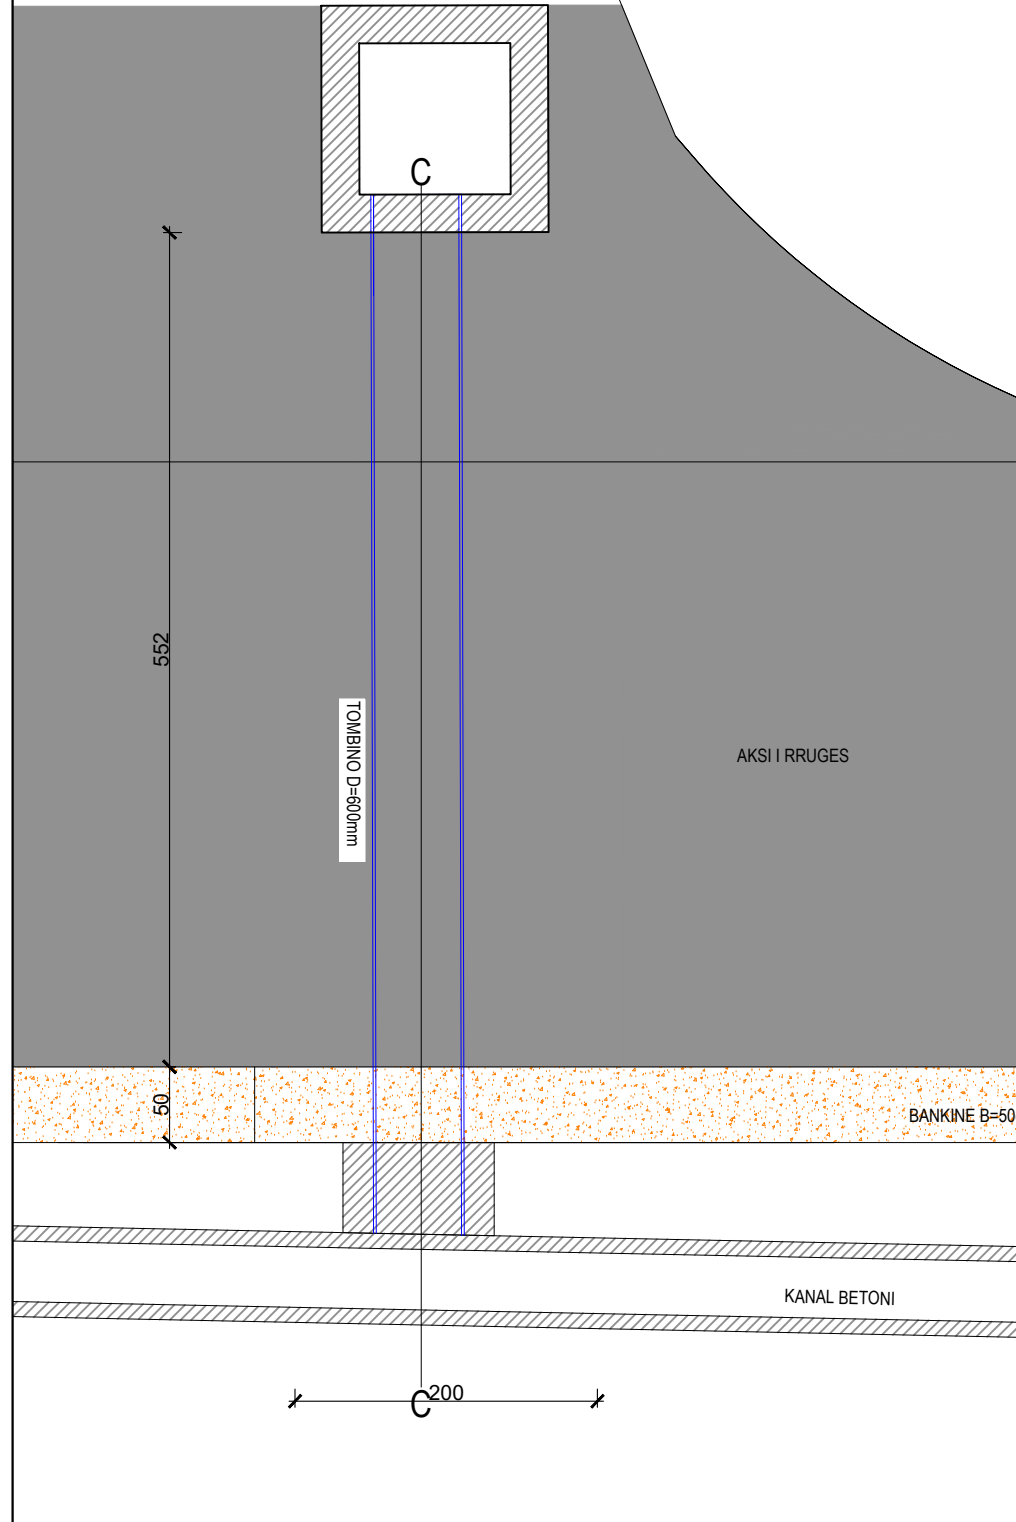 C
552
TOMBINO D=600mm
AKSI I RRUGES
50
BANKINE B=50
KANAL BETONI
200
C